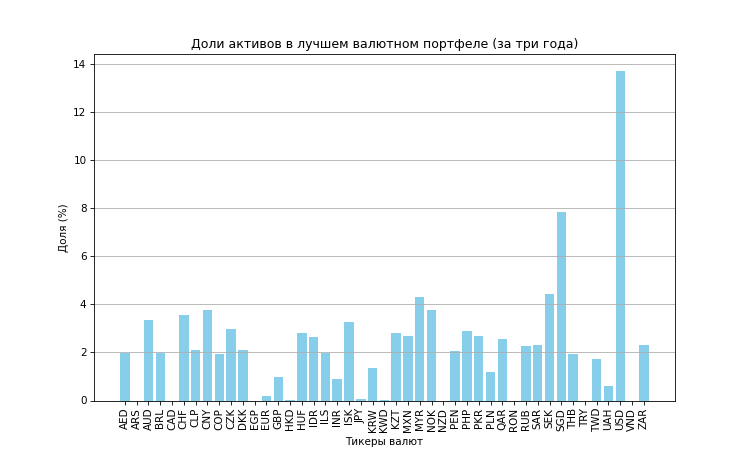 Доли активов в лучшем валютном портфеле (за три года)
14
12
10
8
6
4
2
0
Доля (%)
AED ARS AUD BRL CAD CHF CLP CNY COP CZK DKK EGP EUR GBP HKD HUF IDR ILS INR ISK JPY KRW KWD KZT MXN MYR NOK NZD PEN PHP PKR PLN QAR RON RUB SAR SEK SGD THB TRY TWD UAH USD VND ZAR
Тикеры валют